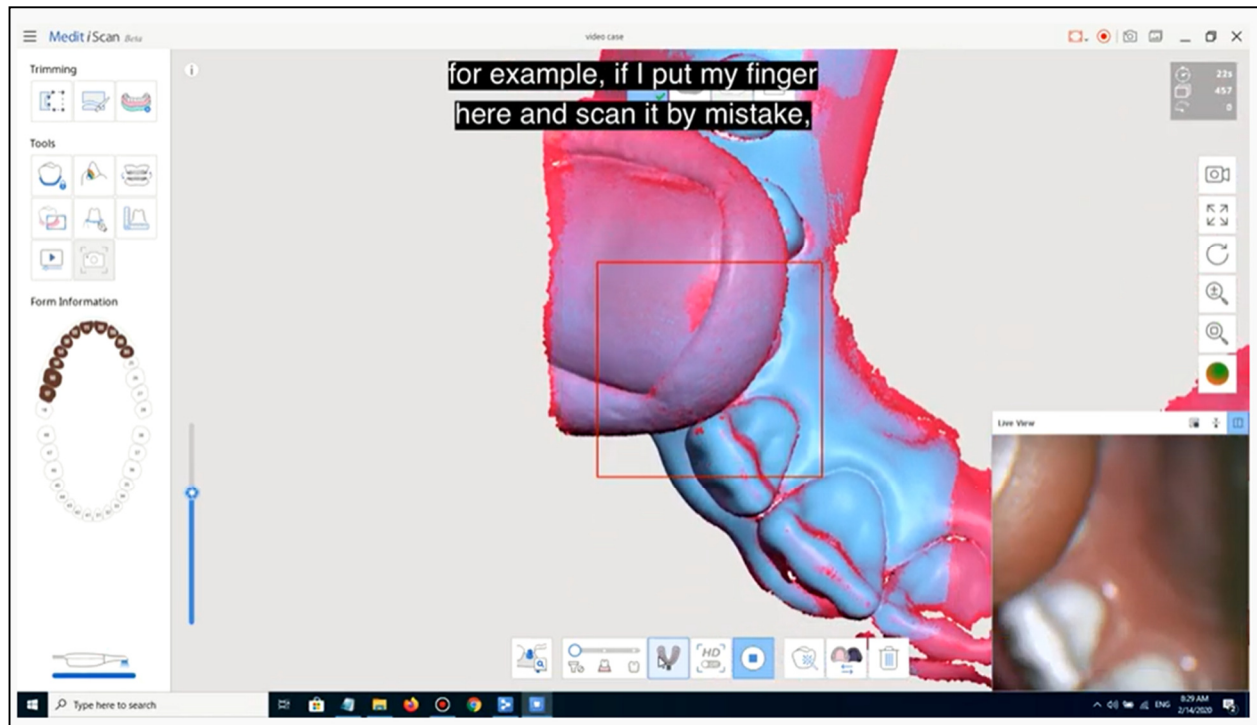 Medit iScan Beta
video case
Trimming
for example, if I put my finger
here and scan it by mistake,
22s
457
0
Tools
Form Information
Live View
HD
Type here to search
ENG
8:29 AM
2/14/2020